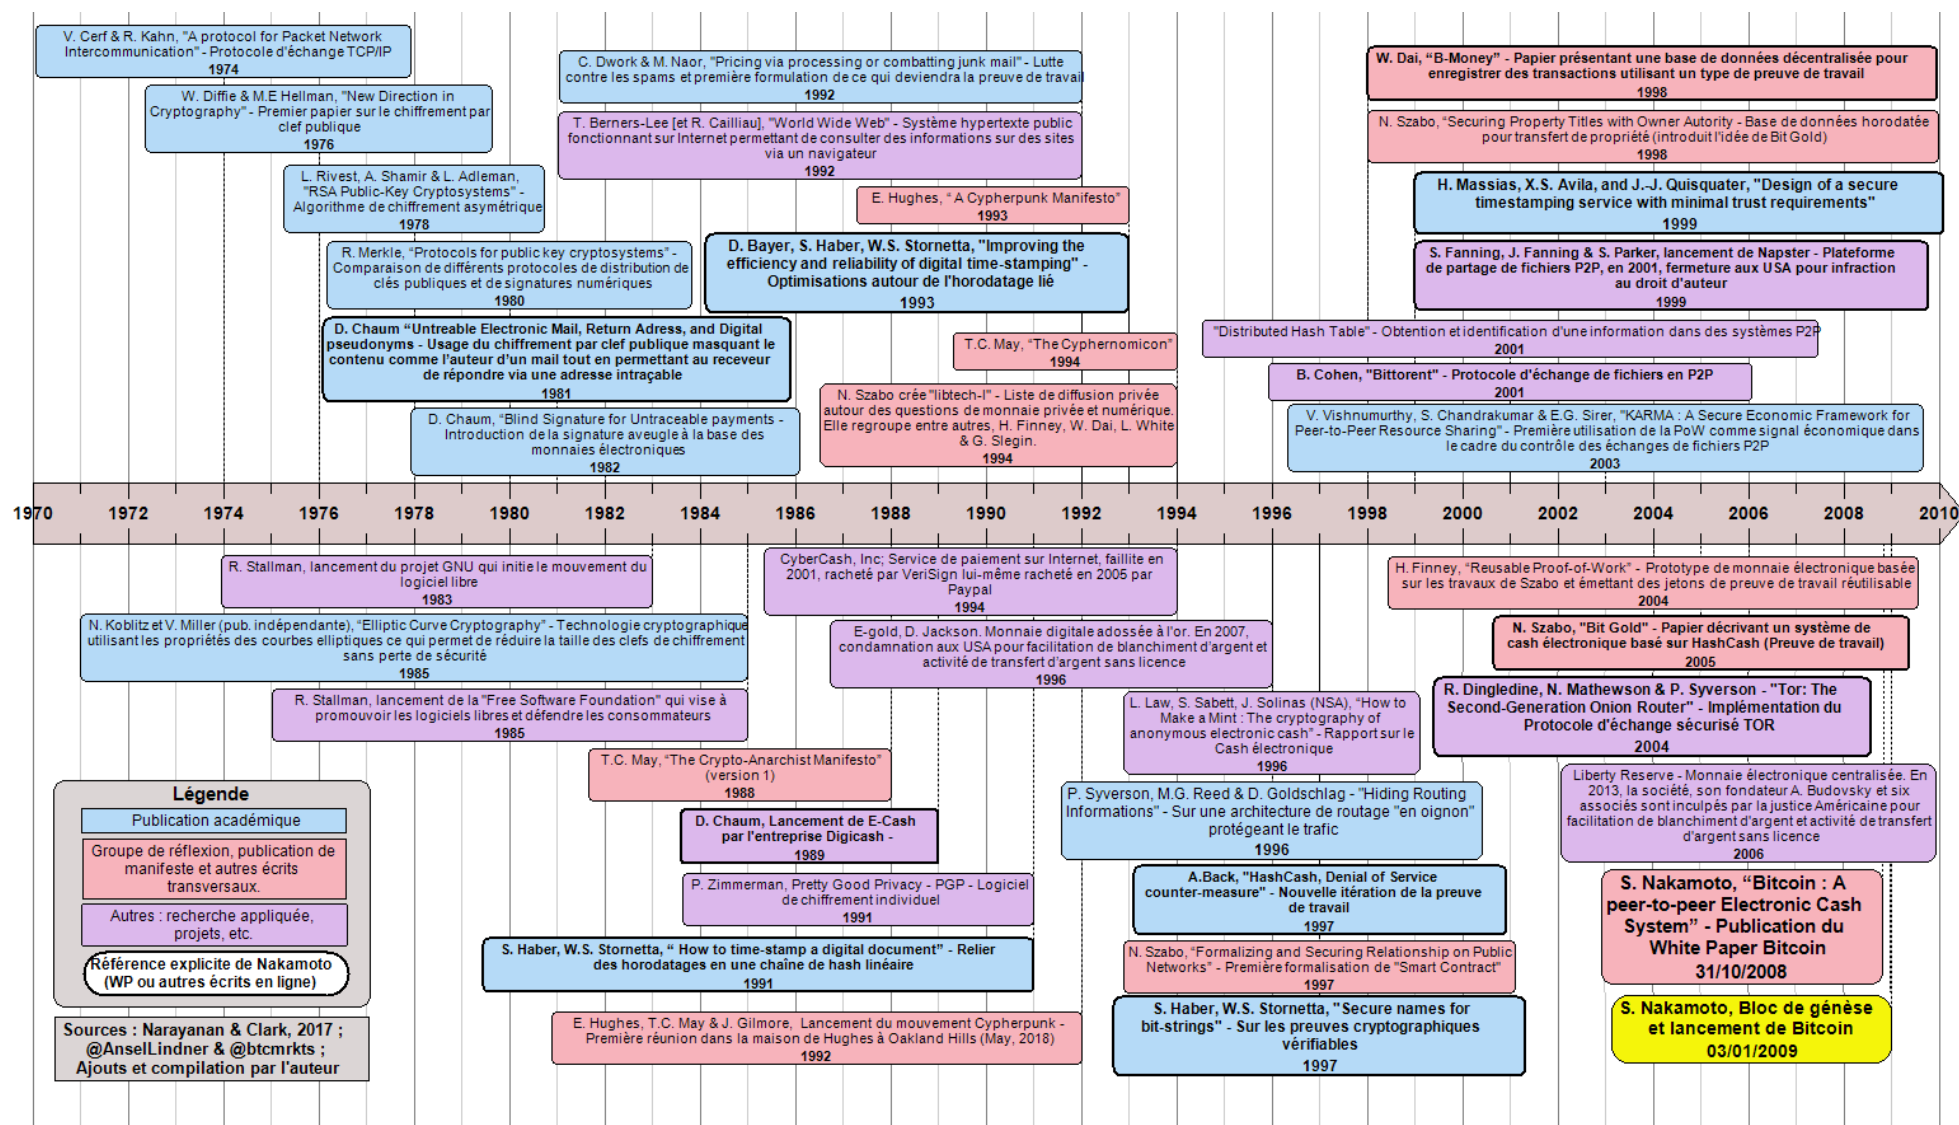 V. Cerf & R. Kahn, "A protocol for Packet Network
Intercommunication" - Protocole d'échange TCP/IP
1974
W. Diffie & M.E Hellman, "New Direction in
Cryptography" - Premier papier sur le chiffrement par
clef publique
1976
L. Rivest, A. Shamir & L. Adleman,
"RSA Public-Key Cryptosystems" -
Algorithme de chiffrement asymétrique
1978
R. Merkle, “Protocols for public key cryptosystems” -
Comparaison de différents protocoles de distribution de
clés publiques et de signatures numériques
1980
D. Chaum “Untreable Electronic Mail, Return Adress, and Digital
pseudonyms - Usage du chiffrement par clef publique masquant le
contenu comme l’auteur d’un mail tout en permettant au receveur
de répondre via une adresse intraçable
1981
D. Chaum, “Blind Signature for Untraceable payments -
Introduction de la signature aveugle à la base des
monnaies électroniques
1982
C. Dwork & M. Naor, "Pricing via processing or combatting junk mail" - Lutte
contre les spams et première formulation de ce qui deviendra la preuve de travail
1992
T. Berners-Lee [et R. Cailliau], "World Wide Web" - Système hypertexte public
fonctionnant sur Internet permettant de consulter des informations sur des sites
via un navigateur
1992
E. Hughes, “ A Cypherpunk Manifesto”
1993
D. Bayer, S. Haber, W.S. Stornetta, "Improving the
efficiency and reliability of digital time-stamping" -
Optimisations autour de l'horodatage lié
1993
T.C. May, “The Cyphernomicon”
1994
N. Szabo crée "libtech-l" - Liste de diffusion privée
autour des questions de monnaie privée et numérique.
Elle regroupe entre autres, H. Finney, W. Dai, L. White
& G. Slegin.
1994
W. Dai, “B-Money” - Papier présentant une base de données décentralisée pour
enregistrer des transactions utilisant un type de preuve de travail
1998
N. Szabo, “Securing Property Titles with Owner Autority - Base de données horodatée
pour transfert de propriété (introduit l'idée de Bit Gold)
1998
H. Massias, X.S. Avila, and J.-J. Quisquater, "Design of a secure
timestamping service with minimal trust requirements"
1999
S. Fanning, J. Fanning & S. Parker, lancement de Napster - Plateforme
de partage de fichiers P2P, en 2001, fermeture aux USA pour infraction
au droit d'auteur
1999
"Distributed Hash Table" - Obtention et identification d'une information dans des systèmes P2P
2001
B. Cohen, "Bittorent" - Protocole d'échange de fichiers en P2P
2001
V. Vishnumurthy, S. Chandrakumar & E.G. Sirer, "KARMA : A Secure Economic Framework for
Peer-to-Peer Resource Sharing" - Première utilisation de la PoW comme signal économique dans
le cadre du contrôle des échanges de fichiers P2P
2003
1970 1972 1974 1976 1978 1980 1982 1984 1986 1988 1990 1992 1994 1996 1998 2000 2002 2004 2006 2008 2010
R. Stallman, lancement du projet GNU qui initie le mouvement du
logiciel libre
1983
N. Koblitz et V. Miller (pub. indépendante), “Elliptic Curve Cryptography” - Technologie cryptographique
utilisant les propriétés des courbes elliptiques ce qui permet de réduire la taille des clefs de chiffrement
sans perte de sécurité
1985
R. Stallman, lancement de la "Free Software Foundation" qui vise à
promouvoir les logiciels libres et défendre les consommateurs
1985
T.C. May, “The Crypto-Anarchist Manifesto”
(version 1)
1988
D. Chaum, Lancement de E-Cash
par l'entreprise Digicash -
1989
P. Zimmerman, Pretty Good Privacy - PGP - Logiciel
de chiffrement individuel
1991
S. Haber, W.S. Stornetta, “ How to time-stamp a digital document” - Relier
des horodatages en une chaîne de hash linéaire
1991
E. Hughes, T.C. May & J. Gilmore, Lancement du mouvement Cypherpunk -
Première réunion dans la maison de Hughes à Oakland Hills (May, 2018)
1992
CyberCash, Inc; Service de paiement sur Internet, faillite en
2001, racheté par VeriSign lui-même racheté en 2005 par
Paypal
1994
E-gold, D. Jackson. Monnaie digitale adossée à l'or. En 2007,
condamnation aux USA pour facilitation de blanchiment d'argent et
activité de transfert d'argent sans licence
1996
L. Law, S. Sabett, J. Solinas (NSA), “How to
Make a Mint : The cryptography of
anonymous electronic cash” - Rapport sur le
Cash électronique
1996
P. Syverson, M.G. Reed & D. Goldschlag - "Hiding Routing
Informations" - Sur une architecture de routage "en oignon"
protégeant le trafic
1996
A.Back, "HashCash, Denial of Service
counter-measure" - Nouvelle itération de la preuve
de travail
1997
N. Szabo, “Formalizing and Securing Relationship on Public
Networks” - Première formalisation de "Smart Contract"
1997
S. Haber, W.S. Stornetta, "Secure names for
bit-strings" - Sur les preuves cryptographiques
vérifiables
1997
H. Finney, “Reusable Proof-of-Work” - Prototype de monnaie électronique basée
sur les travaux de Szabo et émettant des jetons de preuve de travail réutilisable
2004
N. Szabo, "Bit Gold" - Papier décrivant un système de
cash électronique basé sur HashCash (Preuve de travail)
2005
R. Dingledine, N. Mathewson & P. Syverson - "Tor: The
Second-Generation Onion Router" - Implémentation du
Protocole d'échange sécurisé TOR
2004
Liberty Reserve - Monnaie électronique centralisée. En
2013, la société, son fondateur A. Budovsky et six
associés sont inculpés par la justice Américaine pour
facilitation de blanchiment d'argent et activité de transfert
d'argent sans licence
2006
S. Nakamoto, “Bitcoin : A
peer-to-peer Electronic Cash
System” - Publication du
White Paper Bitcoin
31/10/2008
S. Nakamoto, Bloc de génèse
et lancement de Bitcoin
03/01/2009
Légende
Publication académique
Groupe de réflexion, publication de
manifeste et autres écrits
transversaux.
Autres : recherche appliquée,
projets, etc.
Référence explicite de Nakamoto
(WP ou autres écrits en ligne)
Sources : Narayanan & Clark, 2017 ;
@AnselLindner & @btcmrkts ;
Ajouts et compilation par l'auteur